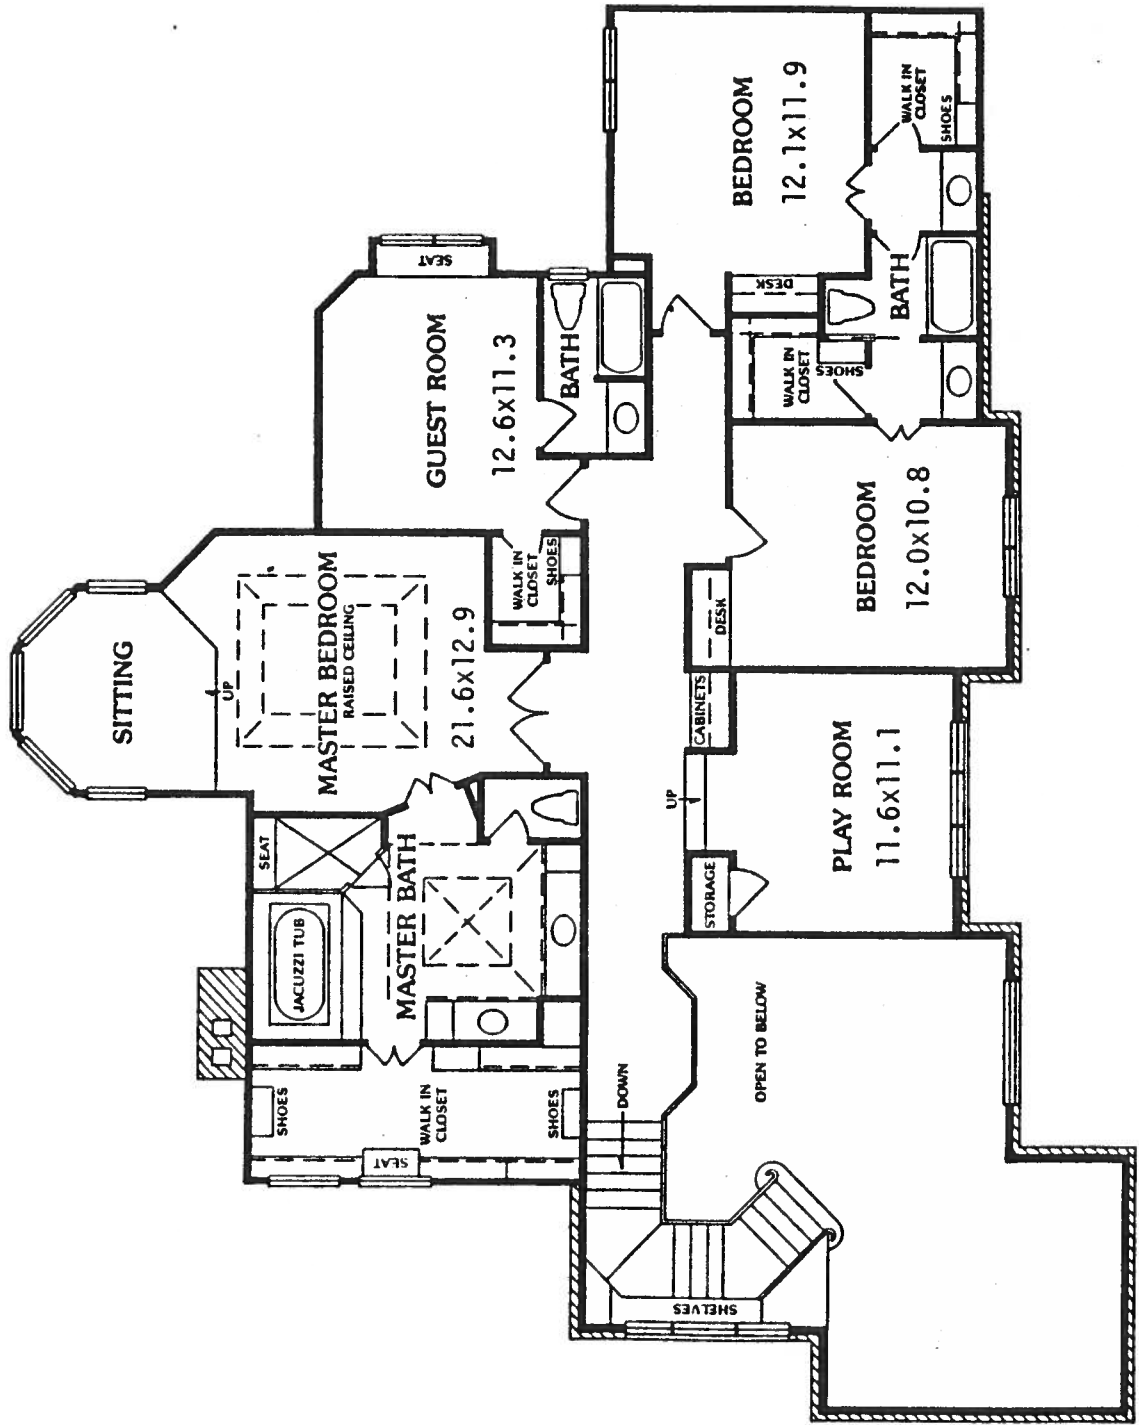 SITTING
UP
MASTER BEDROOM
RAISED CEILING
21.6x12.9
SEAT
JACUZZI TUB
MASTER BATH
SHOES
WALK IN
CLOSET
SHOES
SEAT
SEAT
GUEST ROOM
12.6x11.3
BATH
WALK IN
CLOSET
SHOES
BEDROOM
12.1x11.9
WALK IN
CLOSET
SHOES
DESK
BATH
WALK IN
CLOSET
SHOES
BEDROOM
12.0x10.8
DESK
CABINETS
UP
PLAY ROOM
11.6x11.1
STORAGE
OPEN TO BELOW
DOWN
SHELVES